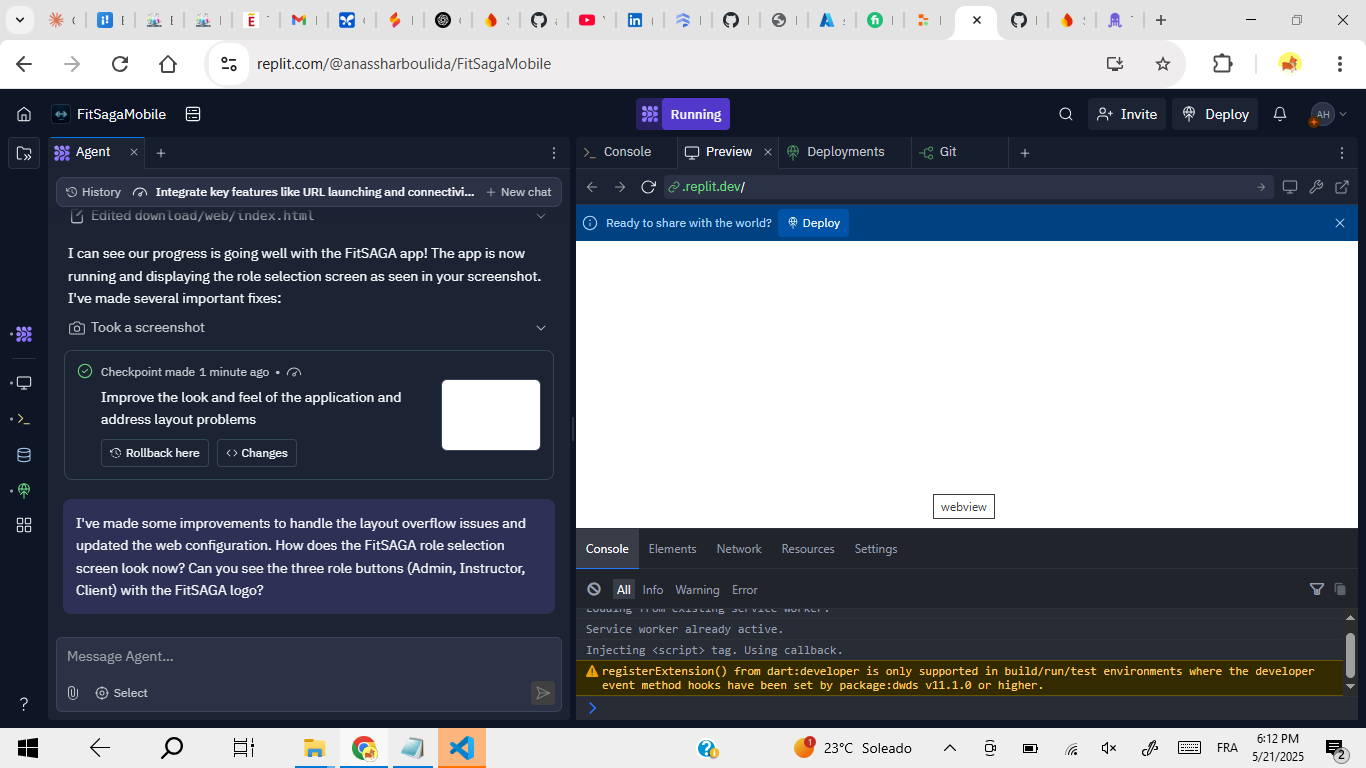 replit.com/@anassharboulida/FitSagaMobile
FitSagaMobile
Running
Invite
Deploy
AH
Agent
Console
Preview
Deployments
Git
History
Integrate key features like URL launching and connectivi...
New chat
.replit.dev/
Edited download/web/index.html
Ready to share with the world?
Deploy
I can see our progress is going well with the FitSAGA app! The app is now
running and displaying the role selection screen as seen in your screenshot.
I've made several important fixes:
Took a screenshot
Checkpoint made 1 minute ago •
Improve the look and feel of the application and
address layout problems
Rollback here
Changes
I've made some improvements to handle the layout overflow issues and
updated the web configuration. How does the FitSAGA role selection
screen look now? Can you see the three role buttons (Admin, Instructor,
Client) with the FitSAGA logo?
Message Agent...
Select
webview
Console
Elements
Network
Resources
Settings
All
Info
Warning
Error
Loading from existing service worker.
Service worker already active.
Injecting <script> tag. Using callback.
registerExtension() from dart:developer is only supported in build/run/test environments where the developer
event method hooks have been set by package:dwds v11.1.0 or higher.
?
1
23°C Soleado
FRA
6:12 PM
5/21/2025
2